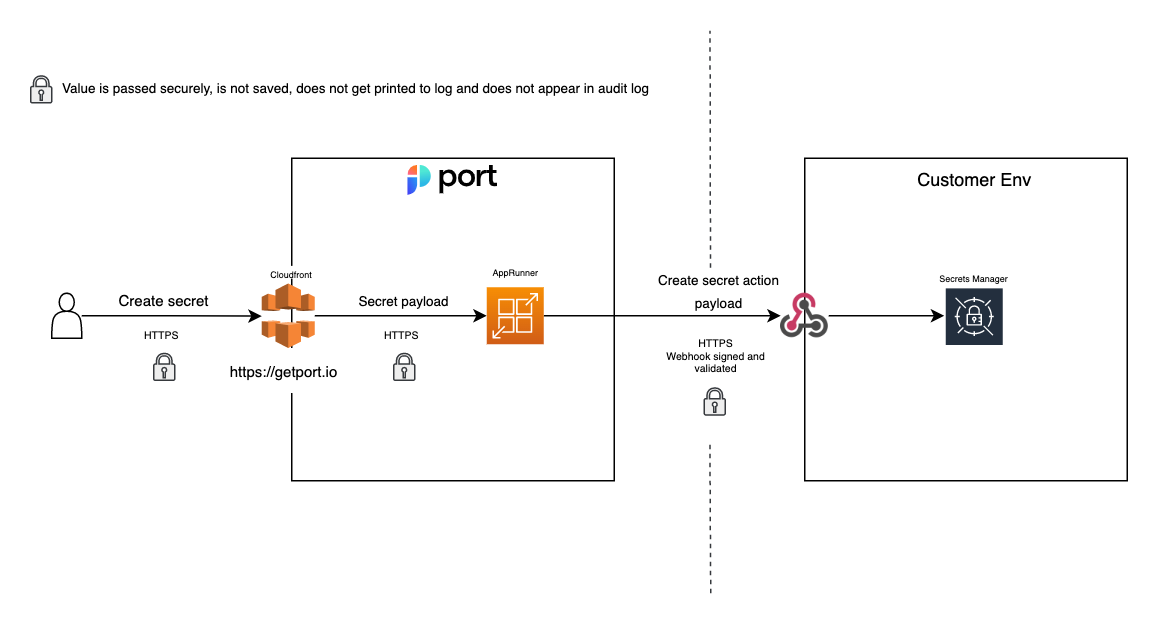 Value is passed securely, is not saved, does not get printed to log and does not appear in audit log
port
Customer Env
Cloudfront
AppRunner
Secrets Manager
Create secret
HTTPS
https://getport.io
Secret payload
HTTPS
Create secret action
payload
HTTPS
Webhook signed and
validated